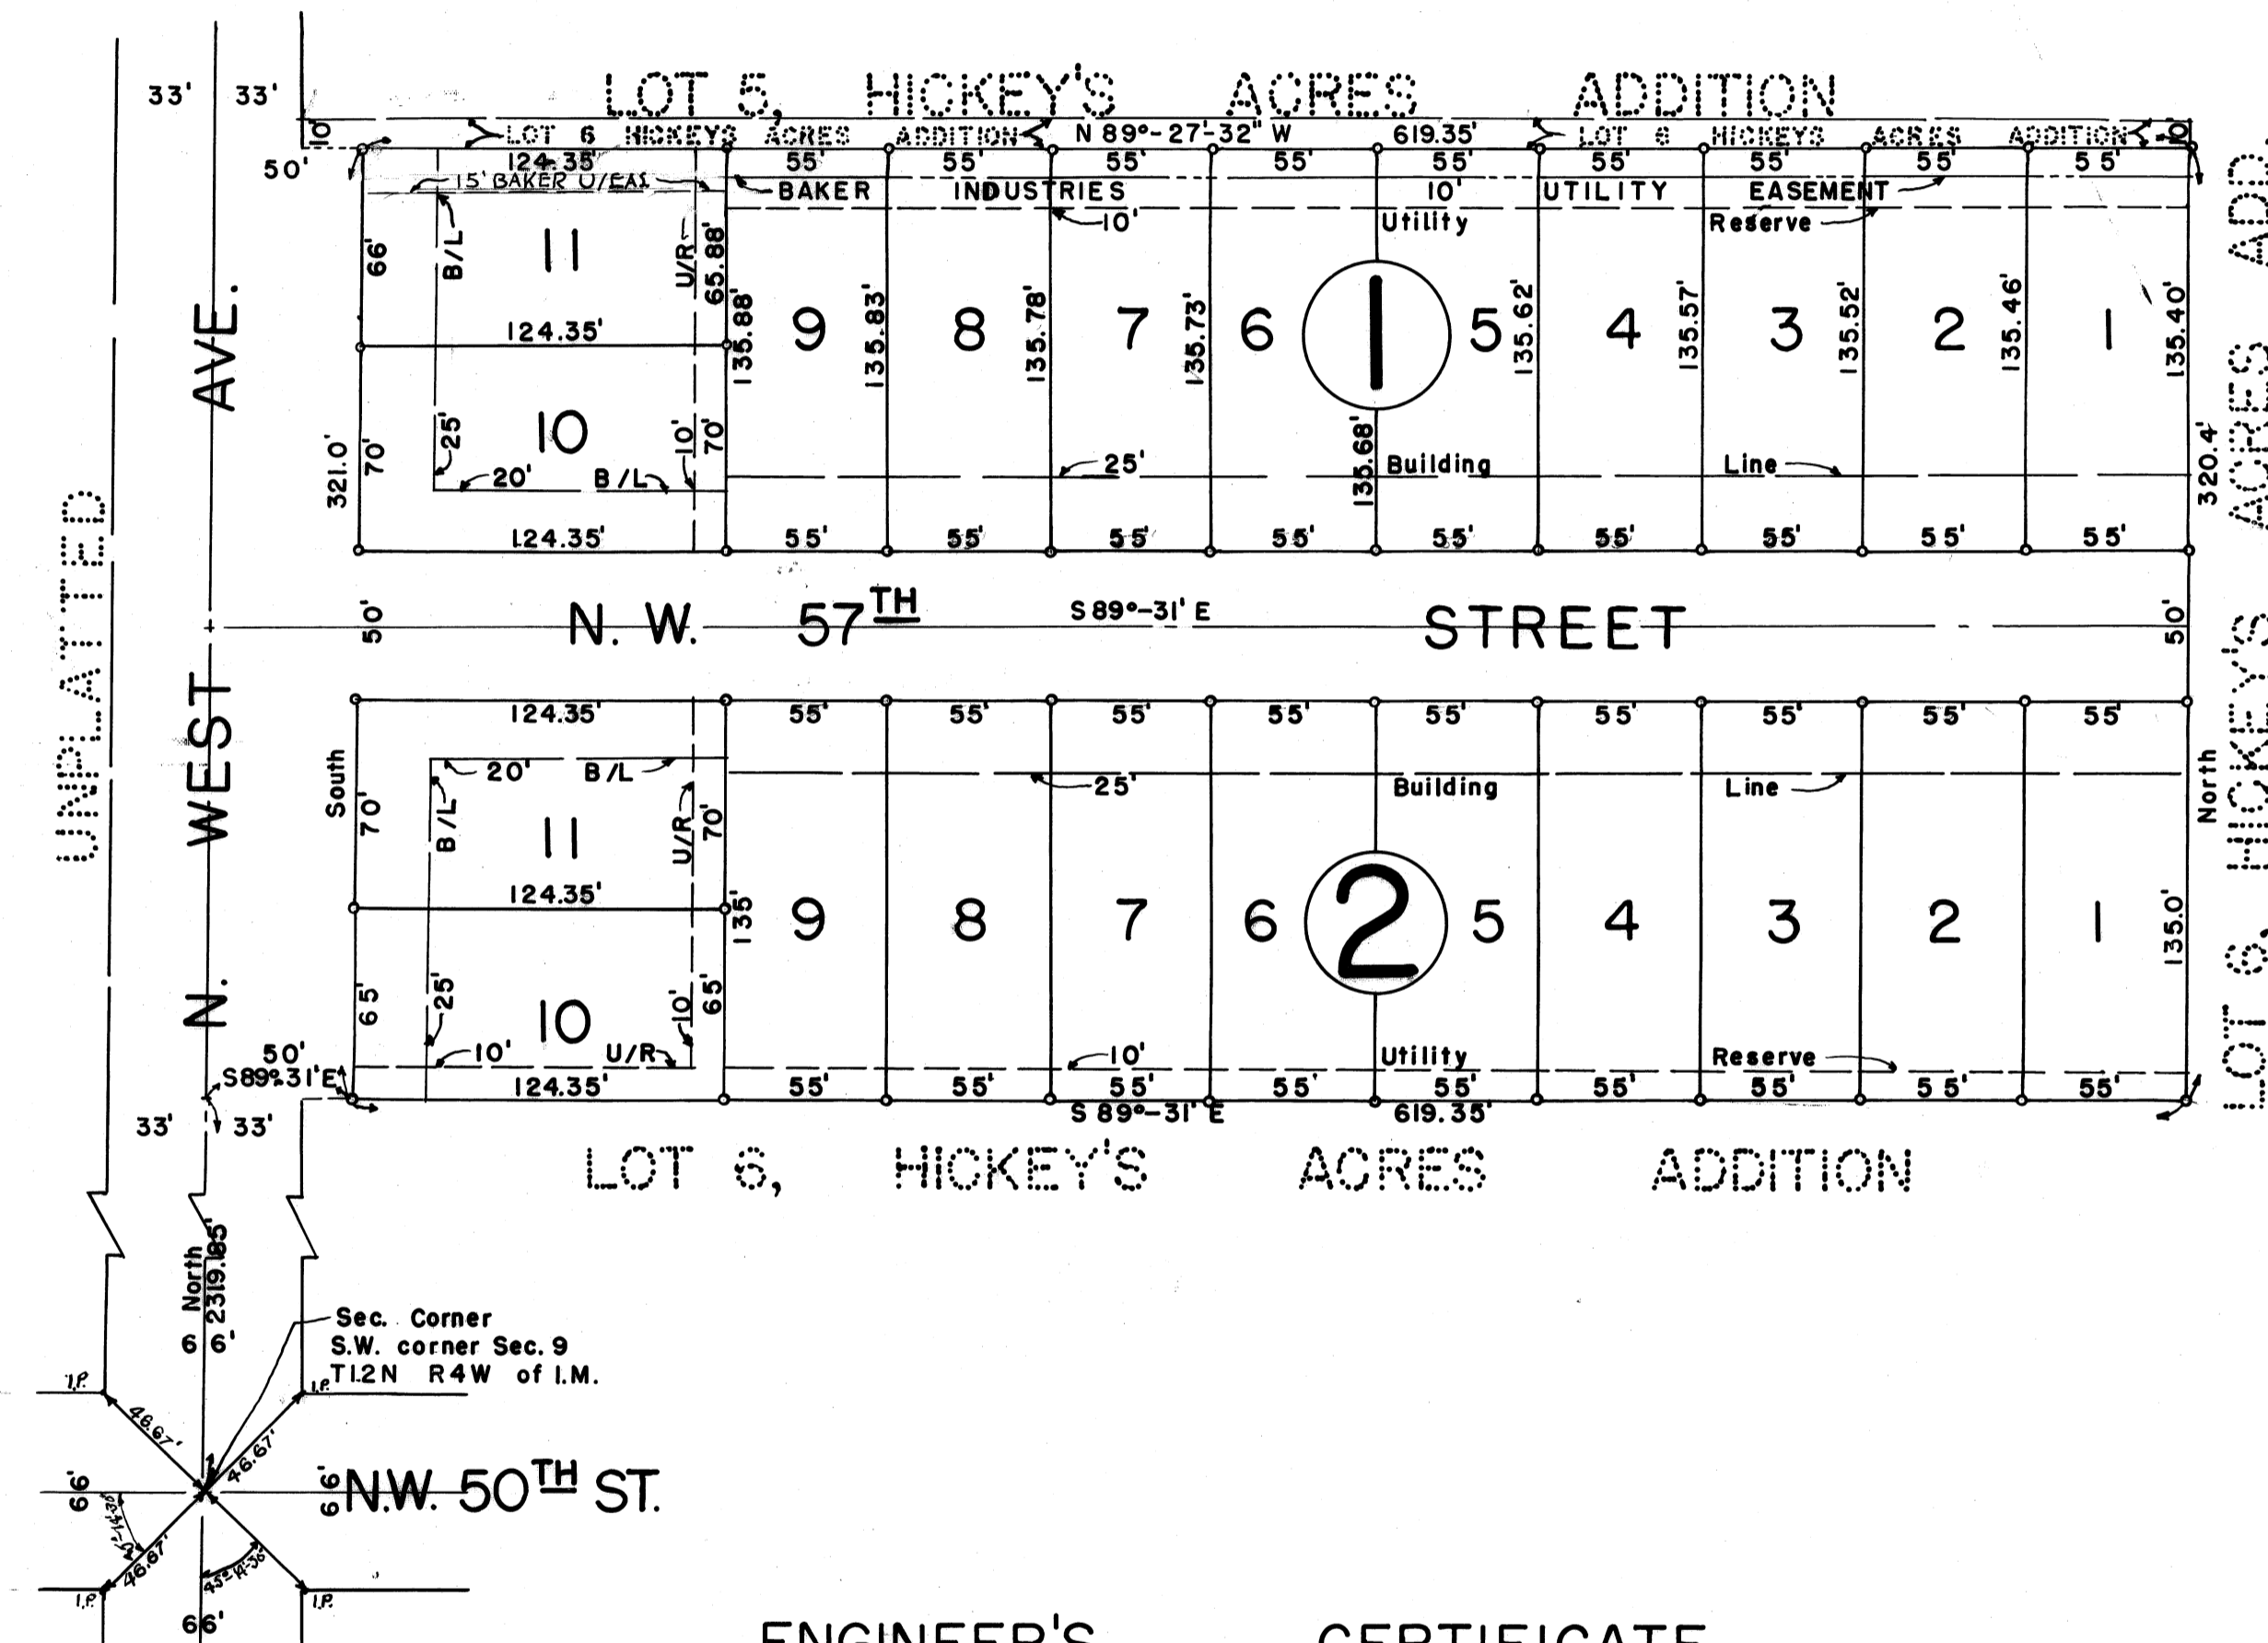 LOT 5, HICKEY'S ACRES ADDITION
33' 33'
10' LOT 6 HICKEYS ACRES ADDITION N 89°-27'-32" W 619.35' LOT 6 HICKEYS ACRES ADDITION 10'
50' 124.35' 55' 55' 55' 55' 55' 55' 55' 55' 55'
15' BAKER U/EAS. BAKER INDUSTRIES 10' UTILITY EASEMENT
10' Utility Reserve
66' B/L 11 U/R 65.88'
124.35'
135.88' 9 135.83' 8 135.78' 7 135.73' 6 1 5 135.62' 4 135.57' 3 135.52' 2 135.46' 1 135.40'
135.68'
321.0' 70' 25' 10 10' 70' 320.4'
20' B/L 25' Building Line
124.35' 55' 55' 55' 55' 55' 55' 55' 55' 55'
UNPLATTED
N. WEST AVE.
LOT 6, HICKEY'S ACRES ADD.
50' N. W. 57TH S 89°-31' E STREET 50'
124.35' 55' 55' 55' 55' 55' 55' 55' 55' 55'
20' B/L 25' Building Line
South 70' B/L 11 U/R 70' North
124.35'
135' 9 8 7 6 2 5 4 3 2 1 135.0'
65' 25' 10 10' 65'
50' 10' U/R 10' Utility Reserve
S 89°31' E 124.35' 55' 55' 55' 55' 55' 55' 55' 55' 55'
33' 33' S 89°-31' E 619.35'
LOT 6, HICKEY'S ACRES ADDITION
North 2319.85'
66'
Sec. Corner
S.W. corner Sec. 9
T12N R4W of I.M.
I.P. I.P.
46.67' 46.67'
66' 66' N.W. 50TH ST.
46.67' 45°-14'-30"
I.P. I.P.
66'
ENGINEER'S CERTIFICATE